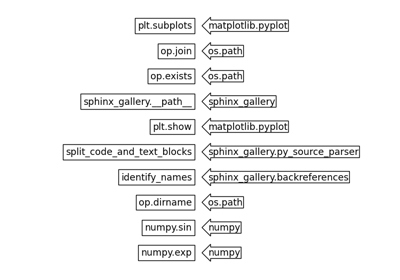 plt.subplots matplotlib.pyplot
op.join os.path
op.exists os.path
sphinx_gallery.__path__ sphinx_gallery
plt.show matplotlib.pyplot
split_code_and_text_blocks sphinx_gallery.py_source_parser
identify_names sphinx_gallery.backreferences
op.dirname os.path
numpy.sin numpy
numpy.exp numpy